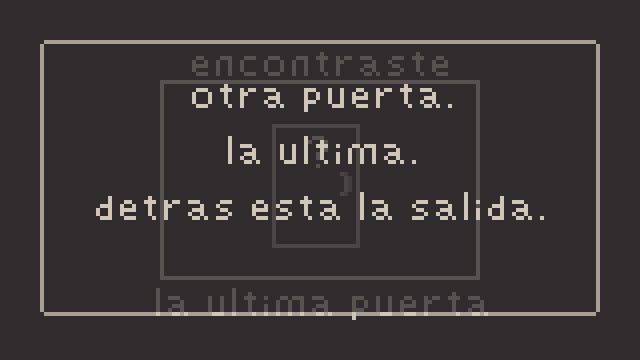 encontraste
otra puerta.
la ultima.
?
detras esta la salida.
la ultima puerta